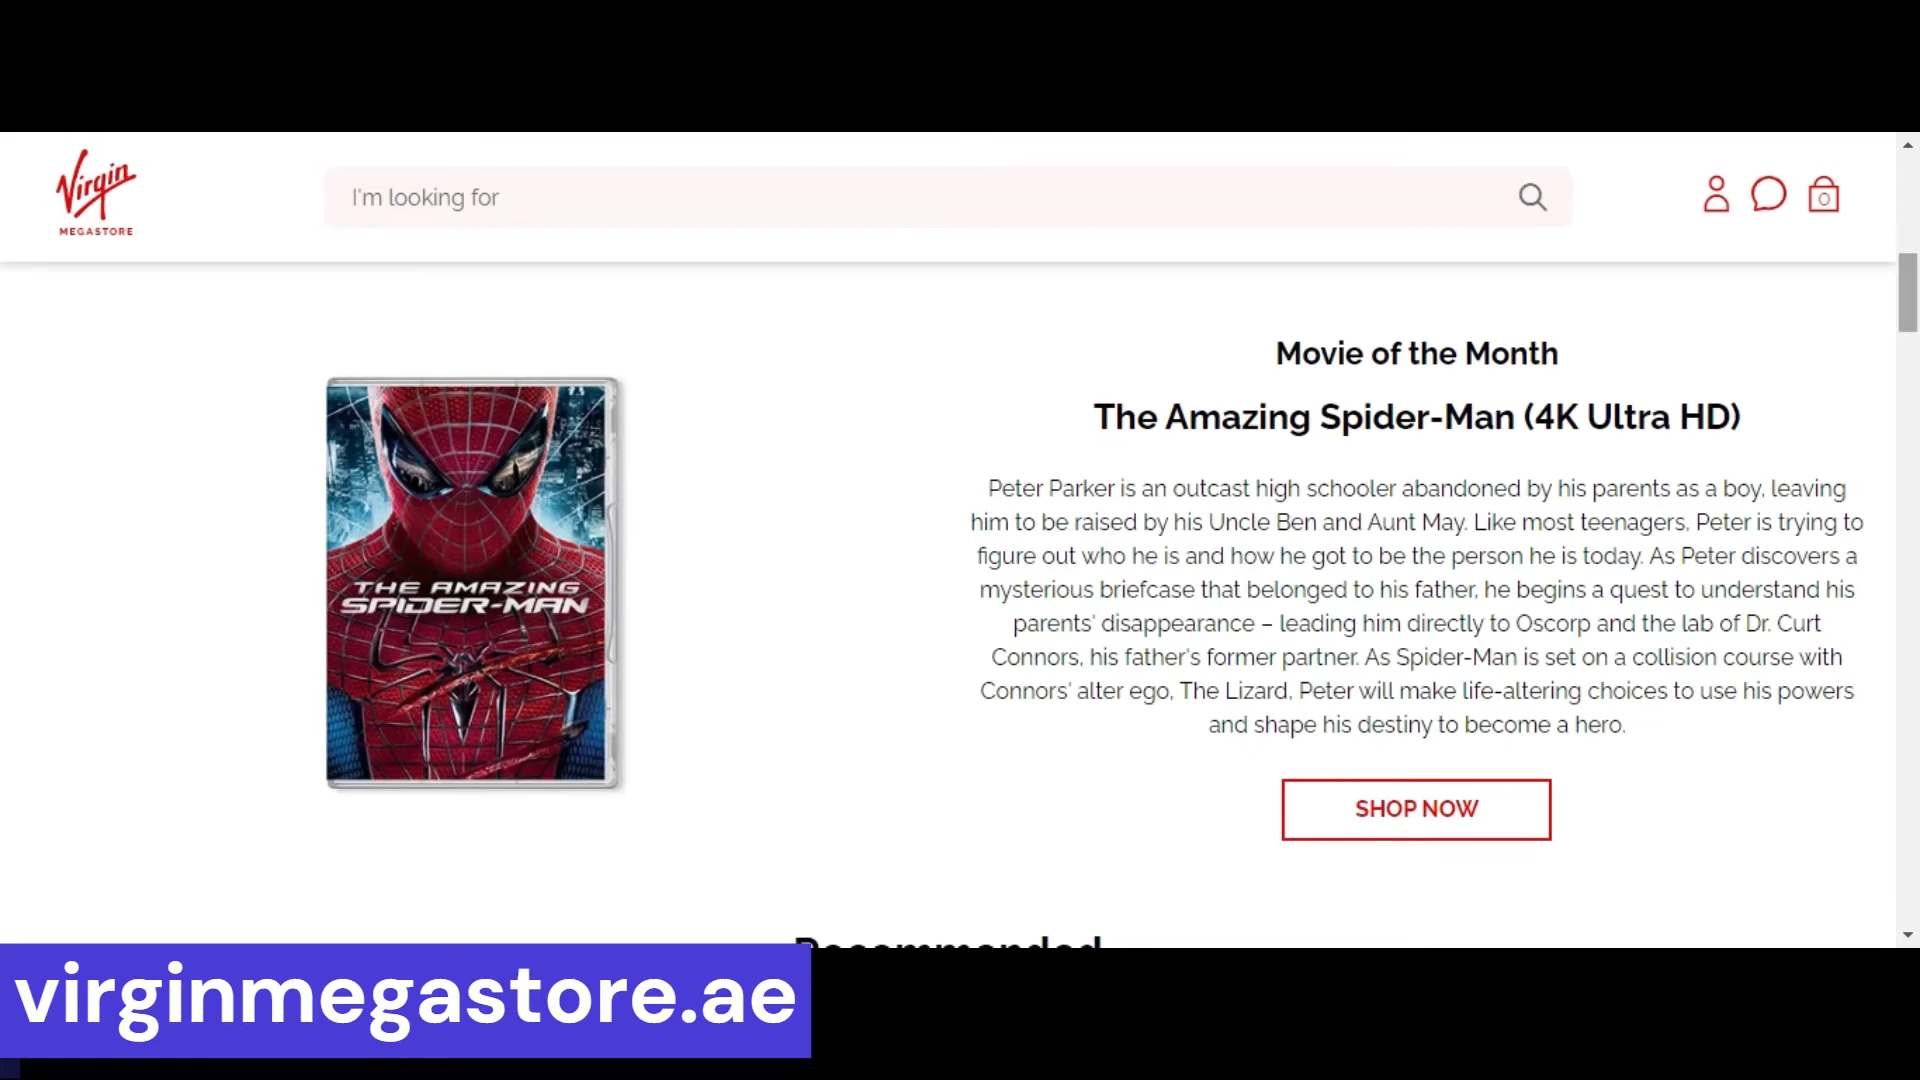 Virgin
MEGASTORE
I'm looking for
0
Movie of the Month
The Amazing Spider-Man (4K Ultra HD)
THE AMAZING
SPIDER-MAN
Peter Parker is an outcast high schooler abandoned by his parents as a boy, leaving
him to be raised by his Uncle Ben and Aunt May. Like most teenagers, Peter is trying to
figure out who he is and how he got to be the person he is today. As Peter discovers a
mysterious briefcase that belonged to his father, he begins a quest to understand his
parents' disappearance – leading him directly to Oscorp and the lab of Dr. Curt
Connors, his father's former partner. As Spider-Man is set on a collision course with
Connors' alter ego, The Lizard, Peter will make life-altering choices to use his powers
and shape his destiny to become a hero.
SHOP NOW
Recommended
virginmegastore.ae